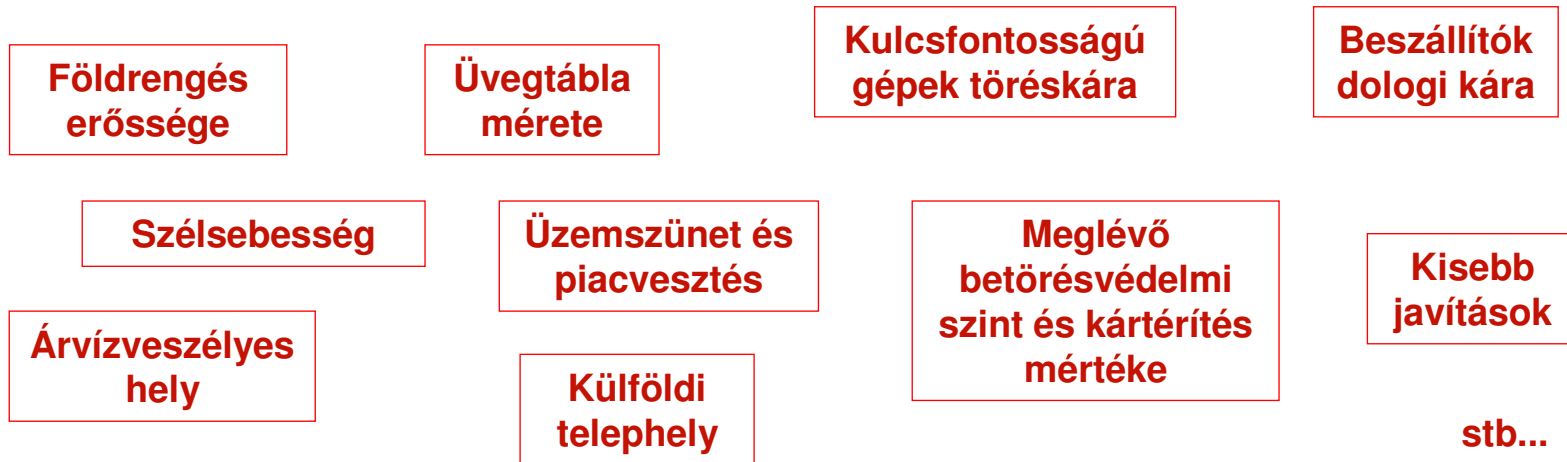 Földrengés
erőssége
Üvegtábla
mérete
Kulcsfontosságú
gépek töréskára
Beszállítók
dologi kára
Szélsebesség
Üzemszünet és
piacvesztés
Meglévő
betörésvédelmi
szint és kártérítés
mértéke
Kisebb
javítások
Árvízveszélyes
hely
Külföldi
telephely
stb...